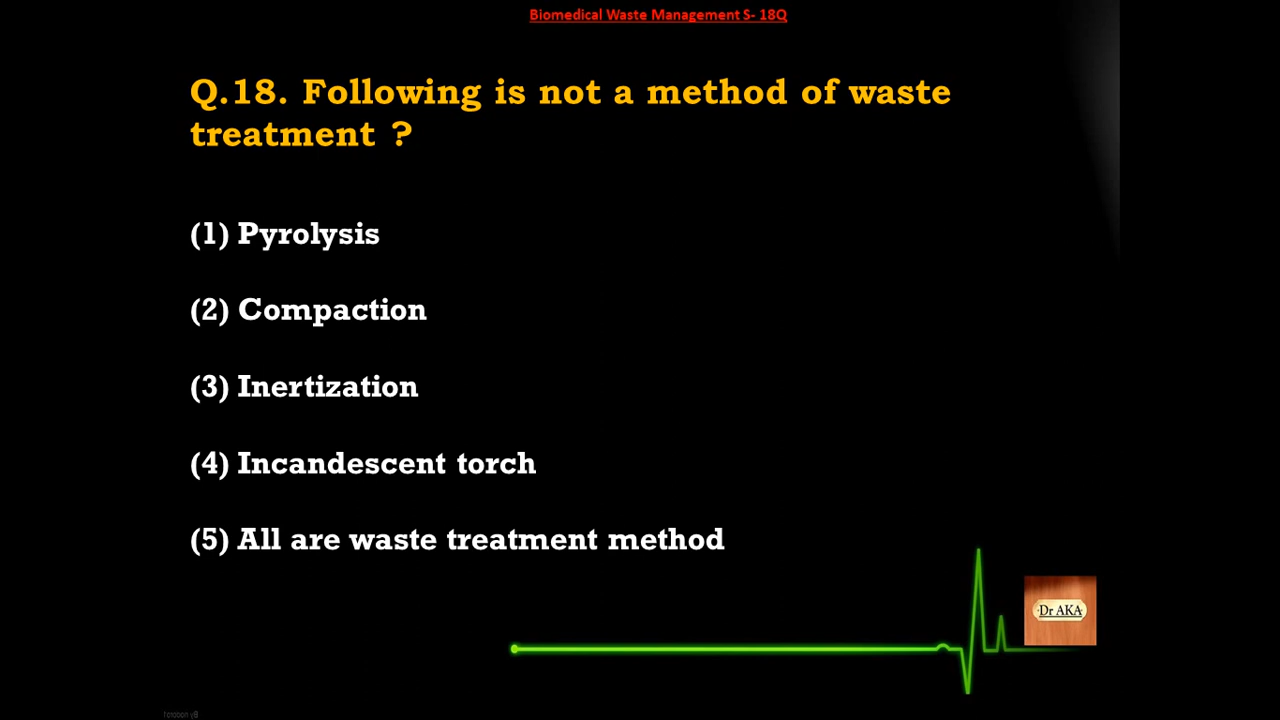 Biomedical Waste Management S- 18Q
Q.18. Following is not a method of waste
treatment ?
(1) Pyrolysis
(2) Compaction
(3) Inertization
(4) Incandescent torch
(5) All are waste treatment method
Dr AKA